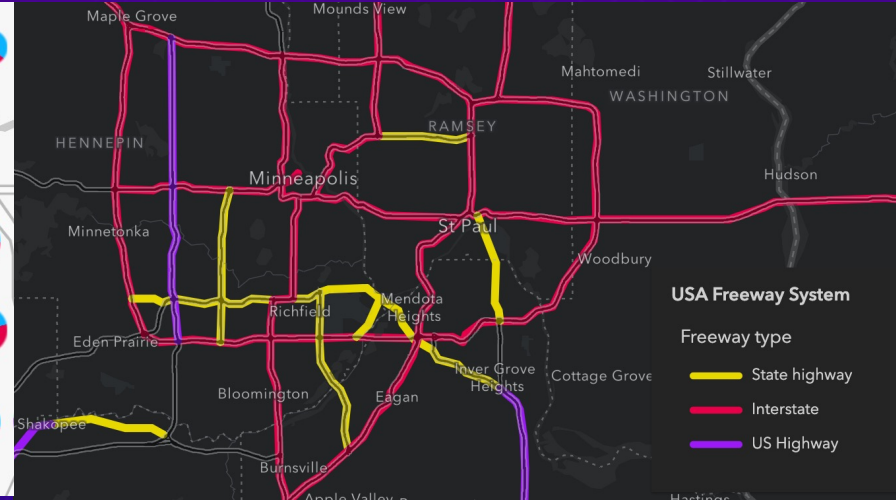 Maple Grove
Mounds View
Mahtomedi
Stillwater
WASHINGTON
RAMSEY
HENNEPIN
Hudson
Minneapolis
St Paul
Minnetonka
Woodbury
Mendota
Heights
Richfield
Eden Prairie
Inver Grove
Heights
Cottage Grove
Bloomington
Eagan
Shakopee
Burnsville
Apple Valley
Hastings
USA Freeway System
Freeway type
State highway
Interstate
US Highway